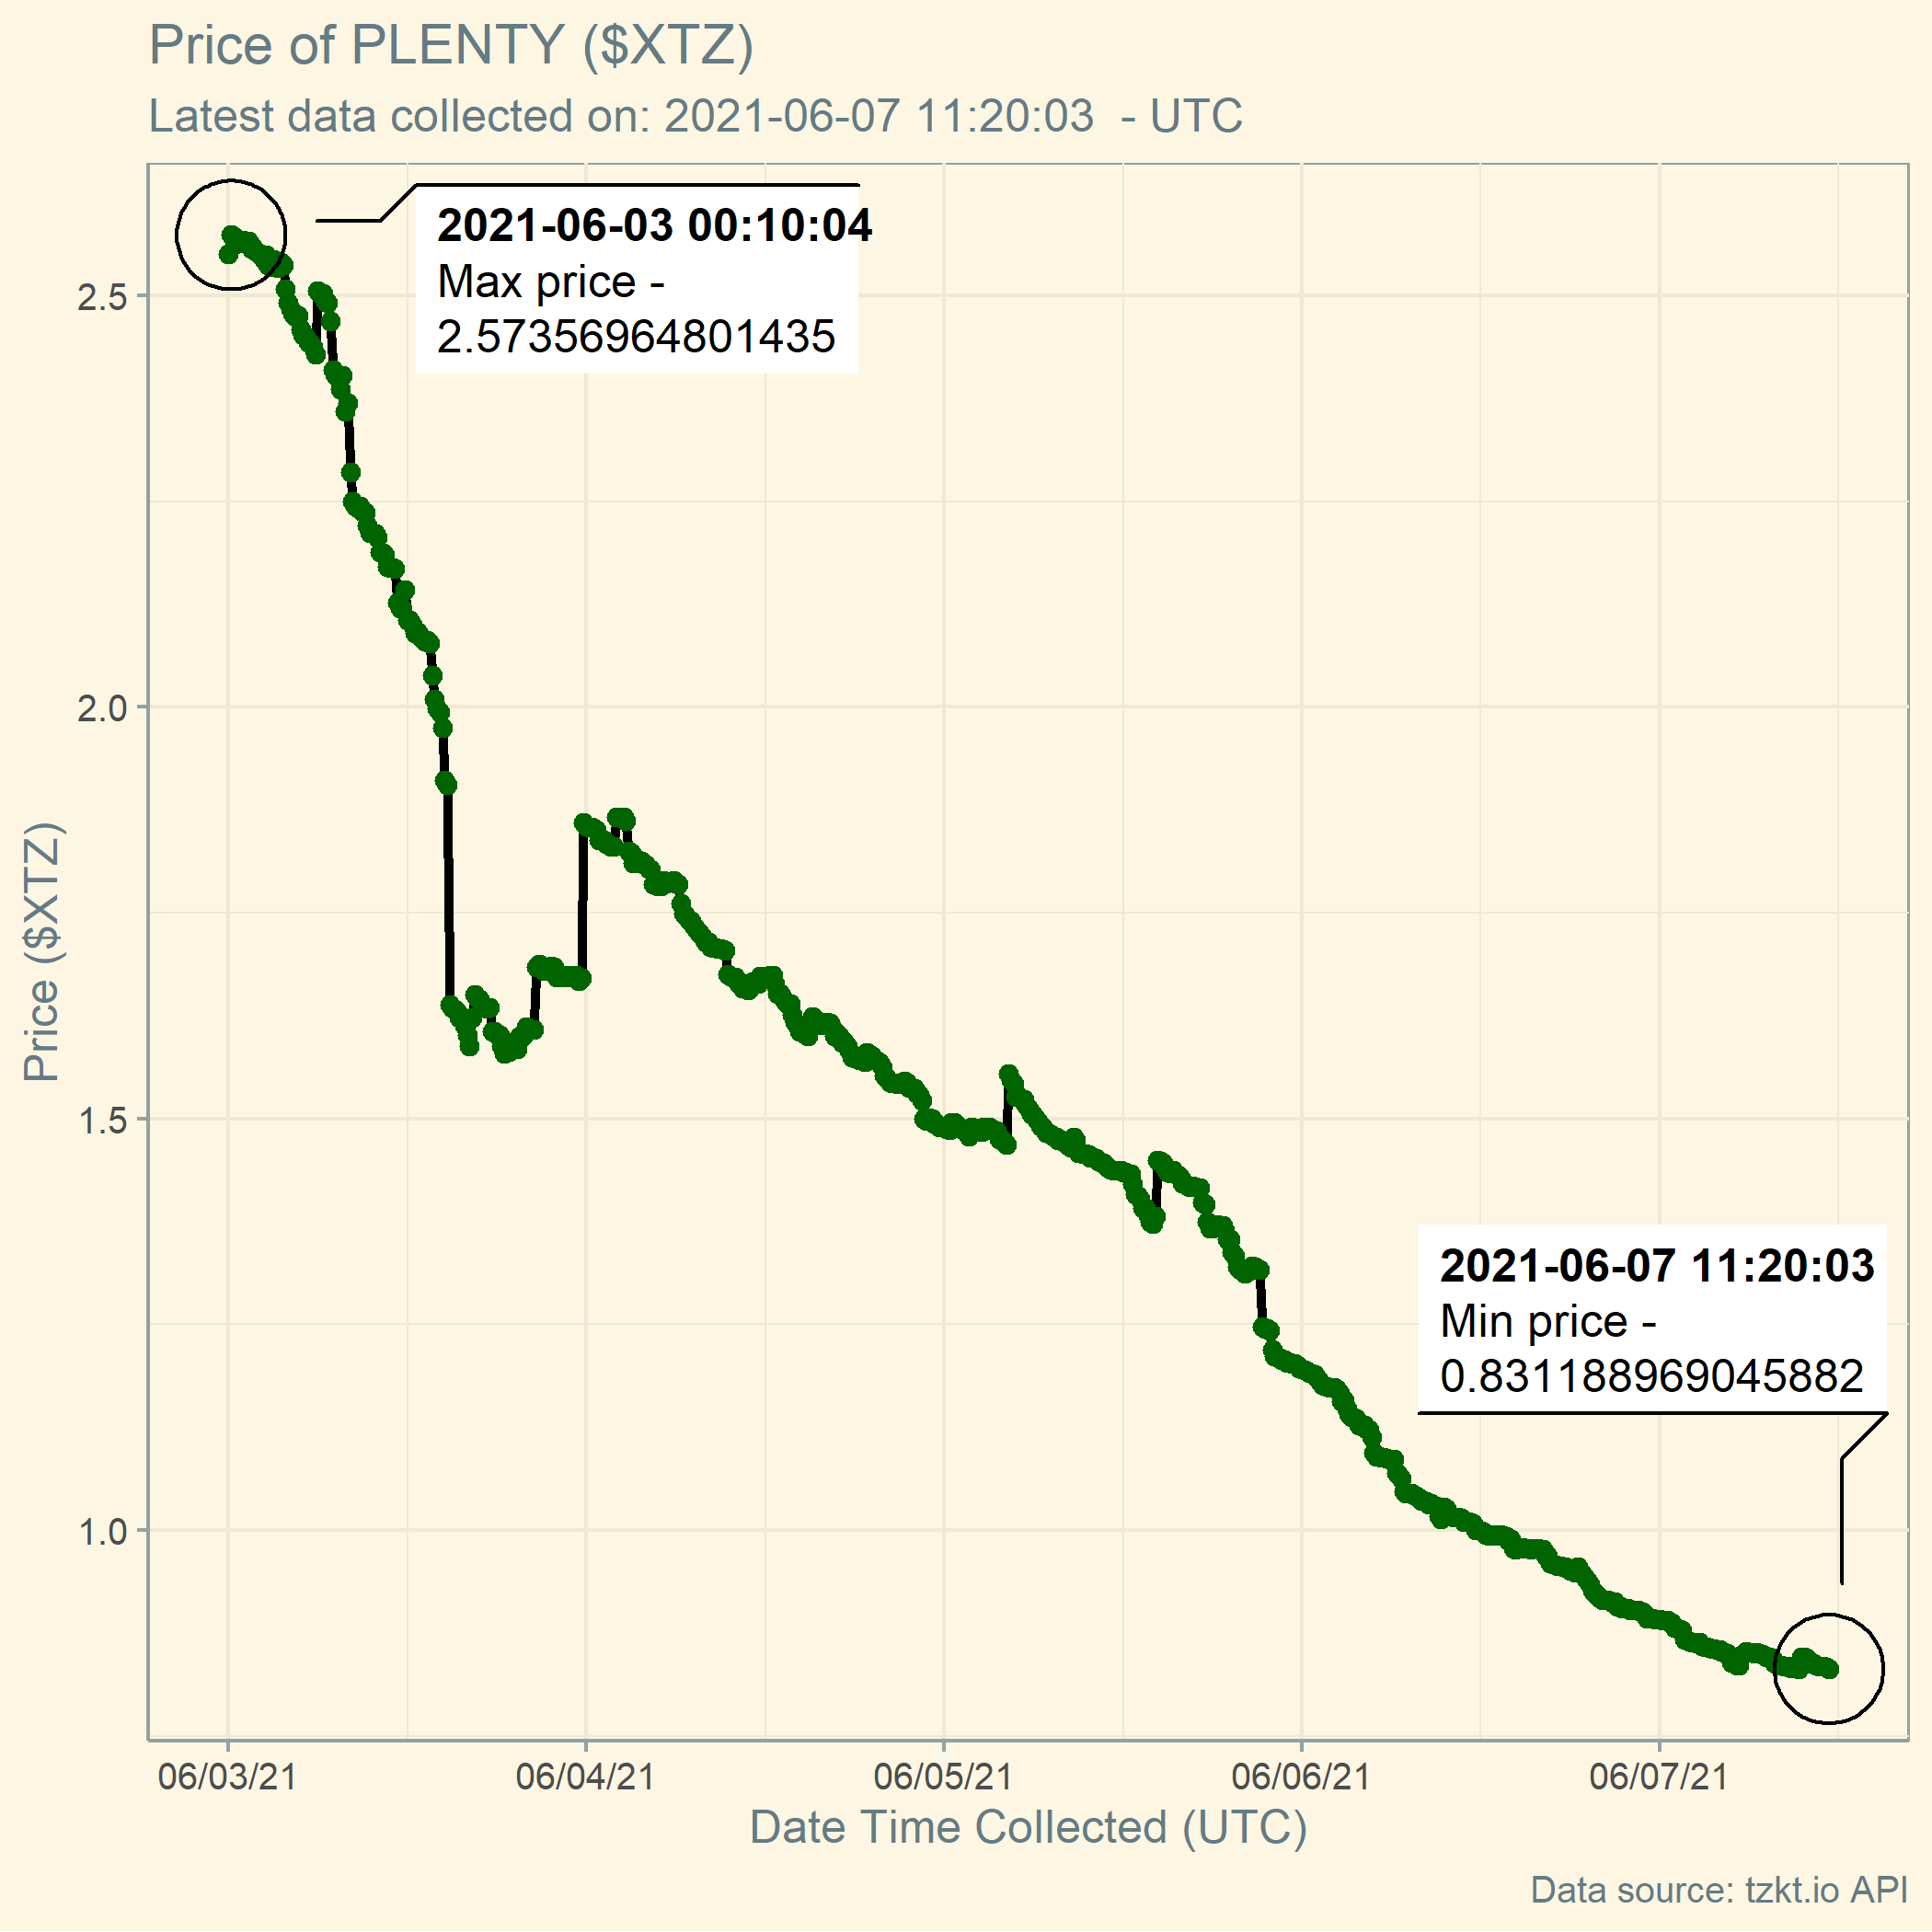 Price of PLENTY ($XTZ)
Latest data collected on: 2021-06-07 11:20:03  - UTC
2021-06-03 00:10:04
Max price -
2.57356964801435
2.5
2.0
1.5
1.0
Price ($XTZ)
2021-06-07 11:20:03
Min price -
0.831188969045882
06/03/21
06/04/21
06/05/21
06/06/21
06/07/21
Date Time Collected (UTC)
Data source: tzkt.io API